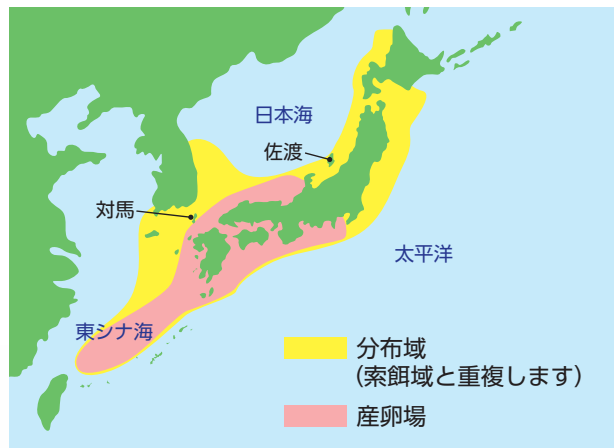 日本海
佐渡
対馬
太平洋
東シナ海
分布域
(索餌域と重複します)
産卵場